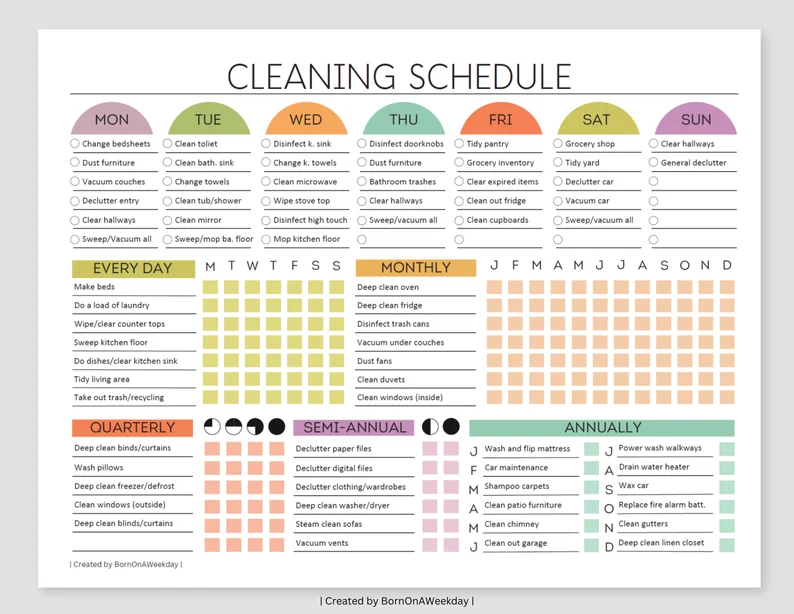 CLEANING SCHEDULE
MON TUE WED THU FRI SAT SUN
Change bedsheets Clean toliet Disinfect k. sink Disinfect doorknobs Tidy pantry Grocery shop Clear hallways
Dust furniture Clean bath. sink Change k. towels Dust furniture Grocery inventory Tidy yard General declutter
Vacuum couches Change towels Clean microwave Bathroom trashes Clear expired items Declutter car
Declutter entry Clean tub/shower Wipe stove top Clear hallways Clean out fridge Vacuum car
Clear hallways Clean mirror Disinfect high touch Sweep/vacuum all Clean cupboards Sweep/vacuum all
Sweep/Vacuum all Sweep/mop ba. floor Mop kitchen floor
EVERY DAY M T W T F S S MONTHLY J F M A M J J A S O N D
Make beds Deep clean oven
Do a load of laundry Deep clean fridge
Wipe/clear counter tops Disinfect trash cans
Sweep kitchen floor Vacuum under couches
Do dishes/clear kitchen sink Dust fans
Tidy living area Clean duvets
Take out trash/recycling Clean windows (inside)
QUARTERLY SEMI-ANNUAL ANNUALLY
Deep clean binds/curtains Declutter paper files J Wash and flip mattress J Power wash walkways
Wash pillows Declutter digital files F Car maintenance A Drain water heater
Deep clean freezer/defrost Declutter clothing/wardrobes M Shampoo carpets S Wax car
Clean windows (outside) Deep clean washer/dryer A Clean patio furniture O Replace fire alarm batt.
Deep clean blinds/curtains Steam clean sofas M Clean chimney N Clean gutters
Vacuum vents J Clean out garage D Deep clean linen closet
| Created by BornOnAWeekday |
| Created by BornOnAWeekday |